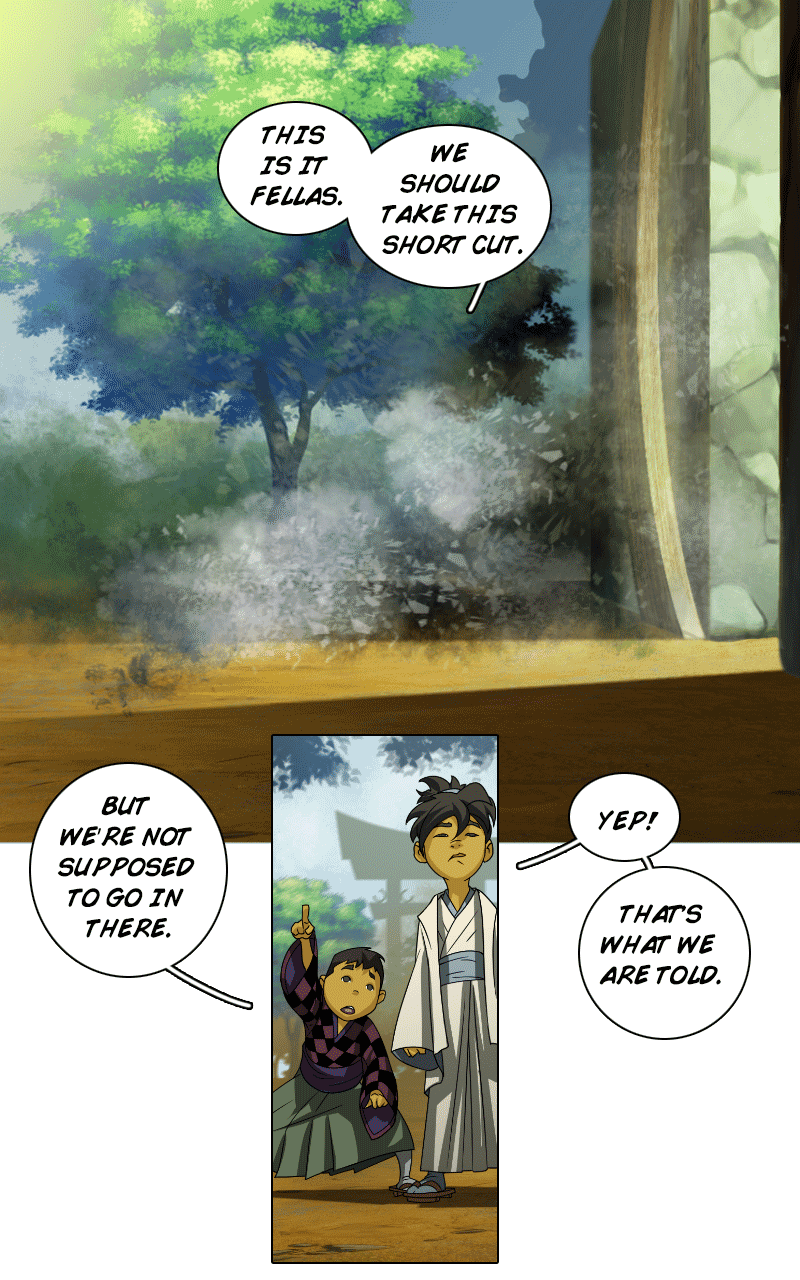 THIS
IS IT
FELLAS.
WE
SHOULD
TAKE THIS
SHORT CUT.
BUT
WE'RE NOT
SUPPOSED
TO GO IN
THERE.
YEP!
THAT'S
WHAT WE
ARE TOLD.